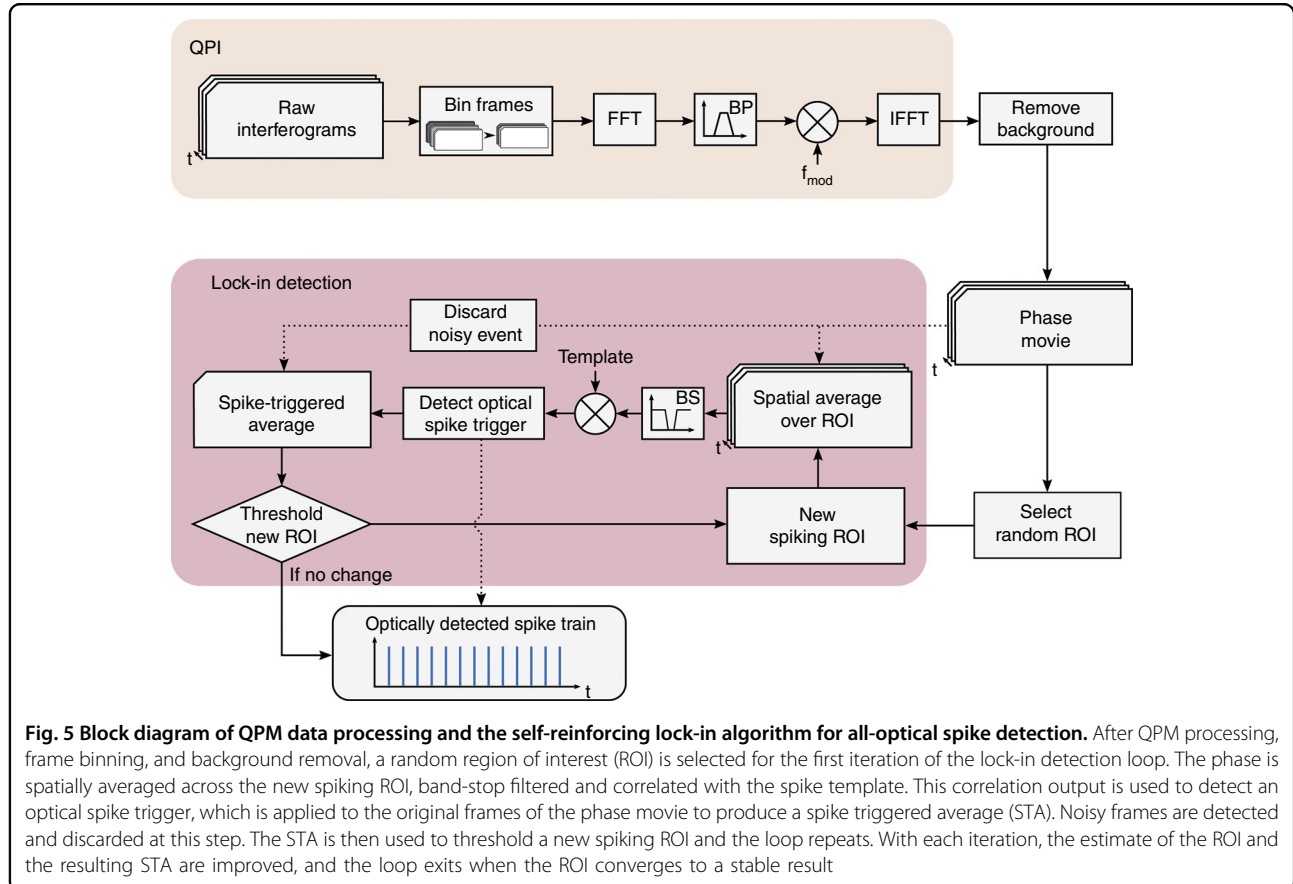 QPI
Raw
interferograms
t
Bin frames
FFT
BP
f_mod
IFFT
Remove
background
Lock-in detection
Discard
noisy event
Phase
movie
t
Template
Spike-triggered
average
Detect optical
spike trigger
BS
Spatial average
over ROI
t
Threshold
new ROI
New
spiking ROI
Select
random ROI
If no change
Optically detected spike train
t
Fig. 5 Block diagram of QPM data processing and the self-reinforcing lock-in algorithm for all-optical spike detection. After QPM processing,
frame binning, and background removal, a random region of interest (ROI) is selected for the first iteration of the lock-in detection loop. The phase is
spatially averaged across the new spiking ROI, band-stop filtered and correlated with the spike template. This correlation output is used to detect an
optical spike trigger, which is applied to the original frames of the phase movie to produce a spike triggered average (STA). Noisy frames are detected
and discarded at this step. The STA is then used to threshold a new spiking ROI and the loop repeats. With each iteration, the estimate of the ROI and
the resulting STA are improved, and the loop exits when the ROI converges to a stable result